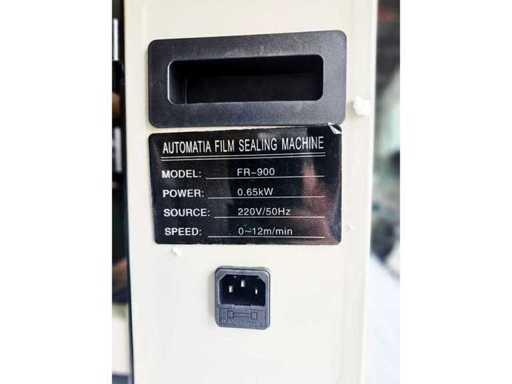 AUTOMATIA FILM SEALING MACHINE
MODEL: FR-900
POWER: 0.65kW
SOURCE: 220V/50Hz
SPEED: 0~12m/min